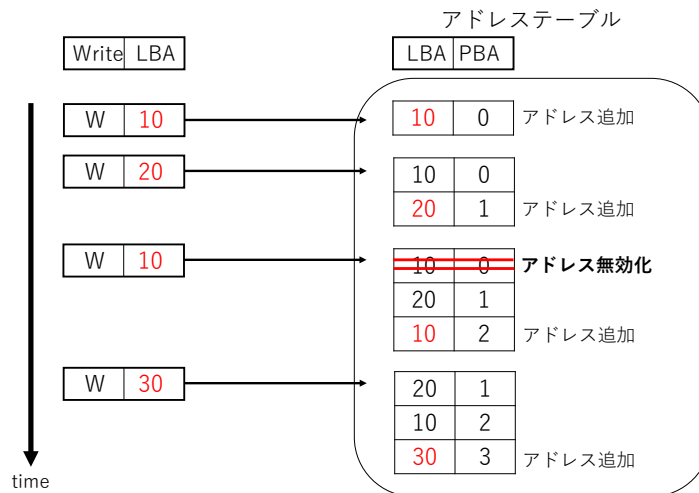 アドレステーブル
Write LBA
LBA PBA
W 10
10 0 アドレス追加
W 20
10 0
20 1 アドレス追加
W 10
10 0 アドレス無効化
20 1
10 2 アドレス追加
W 30
20 1
10 2
30 3 アドレス追加
time